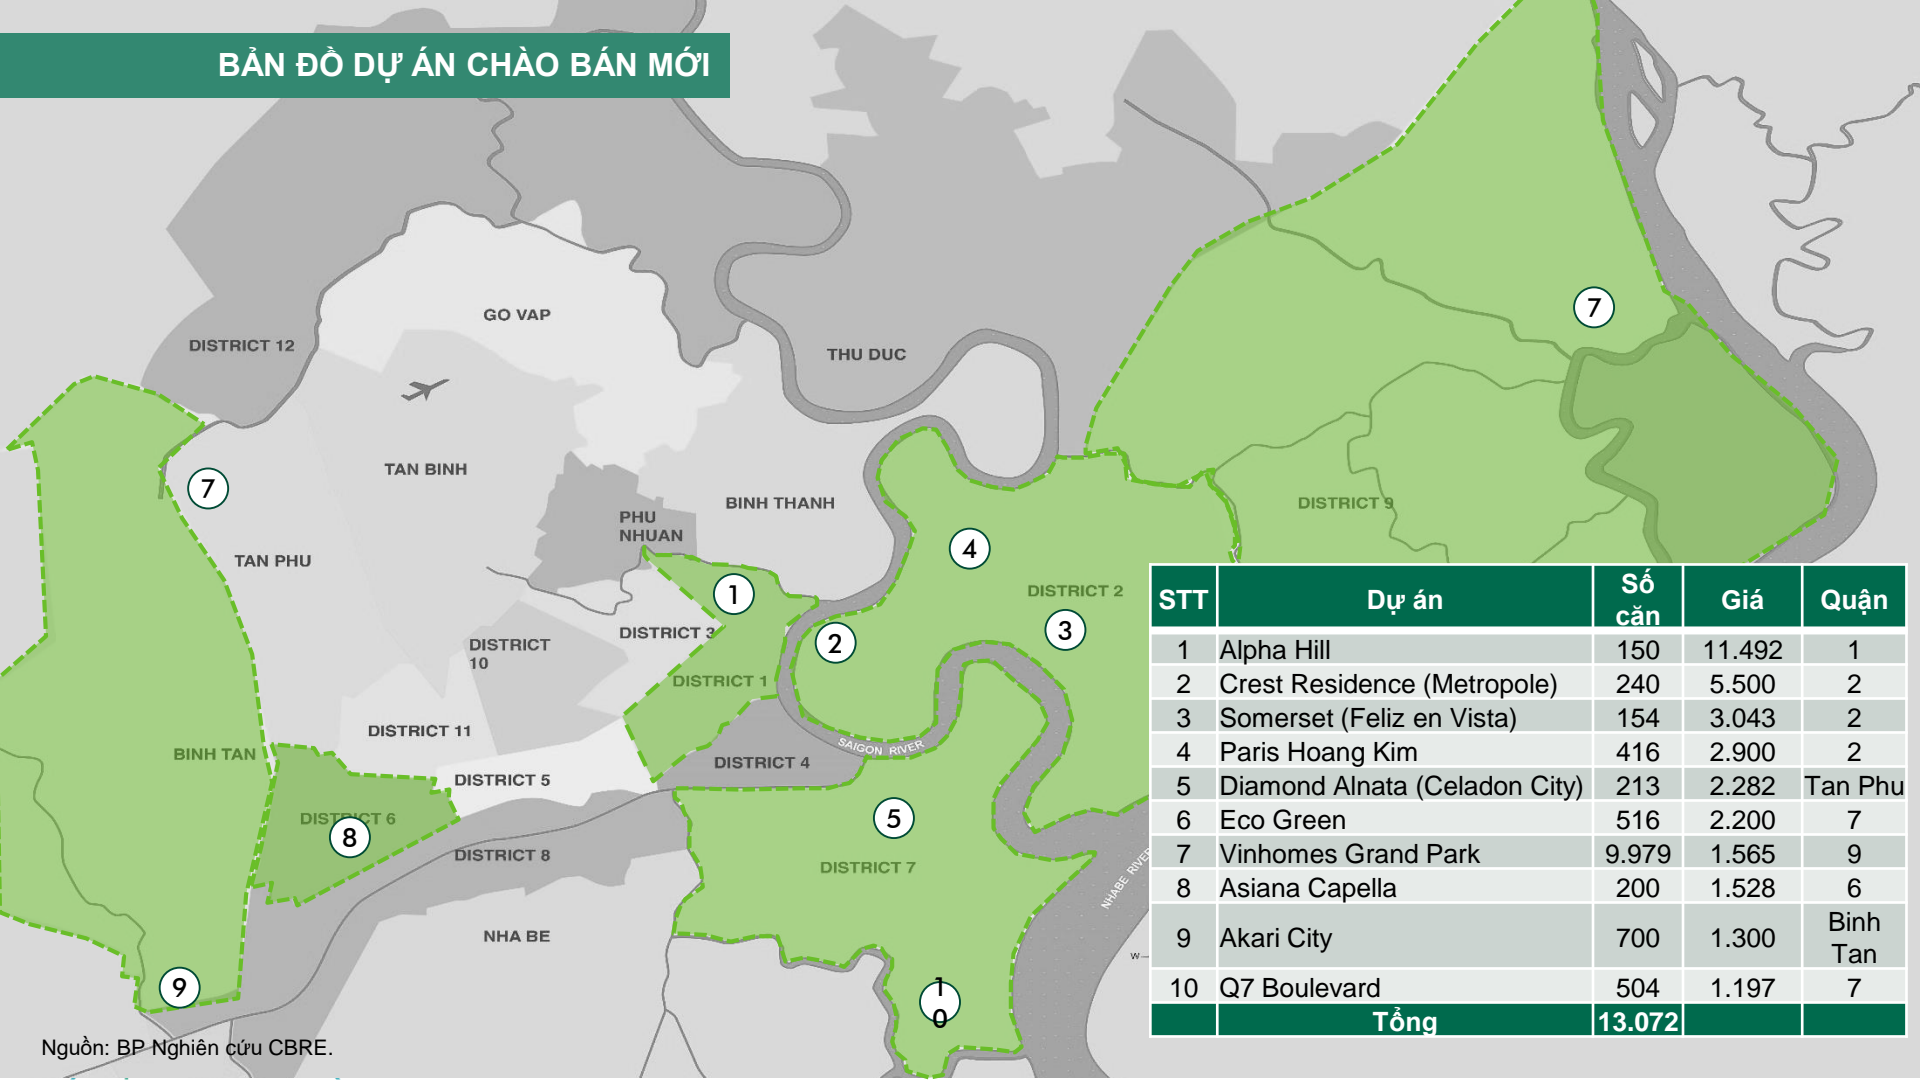 BẢN ĐỒ DỰ ÁN CHÀO BÁN MỚI
GO VAP
DISTRICT 12
THU DUC
7
TAN BINH
7
BINH THANH
DISTRICT 9
PHU
NHUAN
TAN PHU
4
1
DISTRICT 2
3
2
DISTRICT 3
DISTRICT
10
DISTRICT 1
DISTRICT 11
SAIGON RIVER
BINH TAN
DISTRICT 4
DISTRICT 5
DISTRICT 6
8
5
DISTRICT 8
DISTRICT 7
NHABE RIVER
NHA BE
W
9
1
0
STT Dự án Số căn Giá Quận
1 Alpha Hill 150 11.492 1
2 Crest Residence (Metropole) 240 5.500 2
3 Somerset (Feliz en Vista) 154 3.043 2
4 Paris Hoang Kim 416 2.900 2
5 Diamond Alnata (Celadon City) 213 2.282 Tan Phu
6 Eco Green 516 2.200 7
7 Vinhomes Grand Park 9.979 1.565 9
8 Asiana Capella 200 1.528 6
9 Akari City 700 1.300 Binh Tan
10 Q7 Boulevard 504 1.197 7
Tổng 13.072
Nguồn: BP Nghiên cứu CBRE.